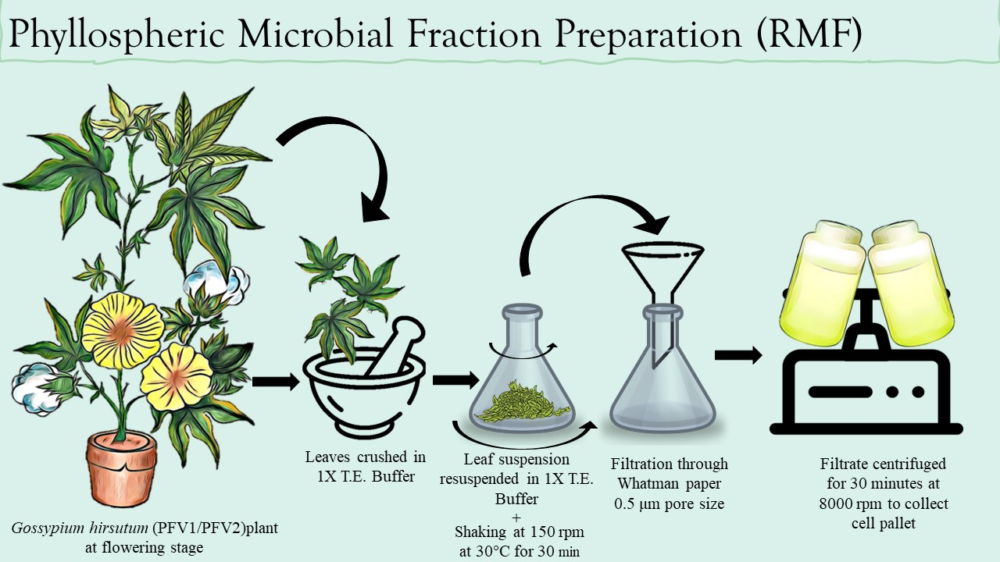 Phyllospheric Microbial Fraction Preparation (RMF)
Leaves crushed in
1X T.E. Buffer
Leaf suspension
resuspended in 1X T.E.
Buffer
+
Shaking at 150 rpm
at 30°C for 30 min
Filtration through
Whatman paper
0.5 µm pore size
Filtrate centrifuged
for 30 minutes at
8000 rpm to collect
cell pallet
Gossypium hirsutum (PFV1/PFV2)plant
at flowering stage